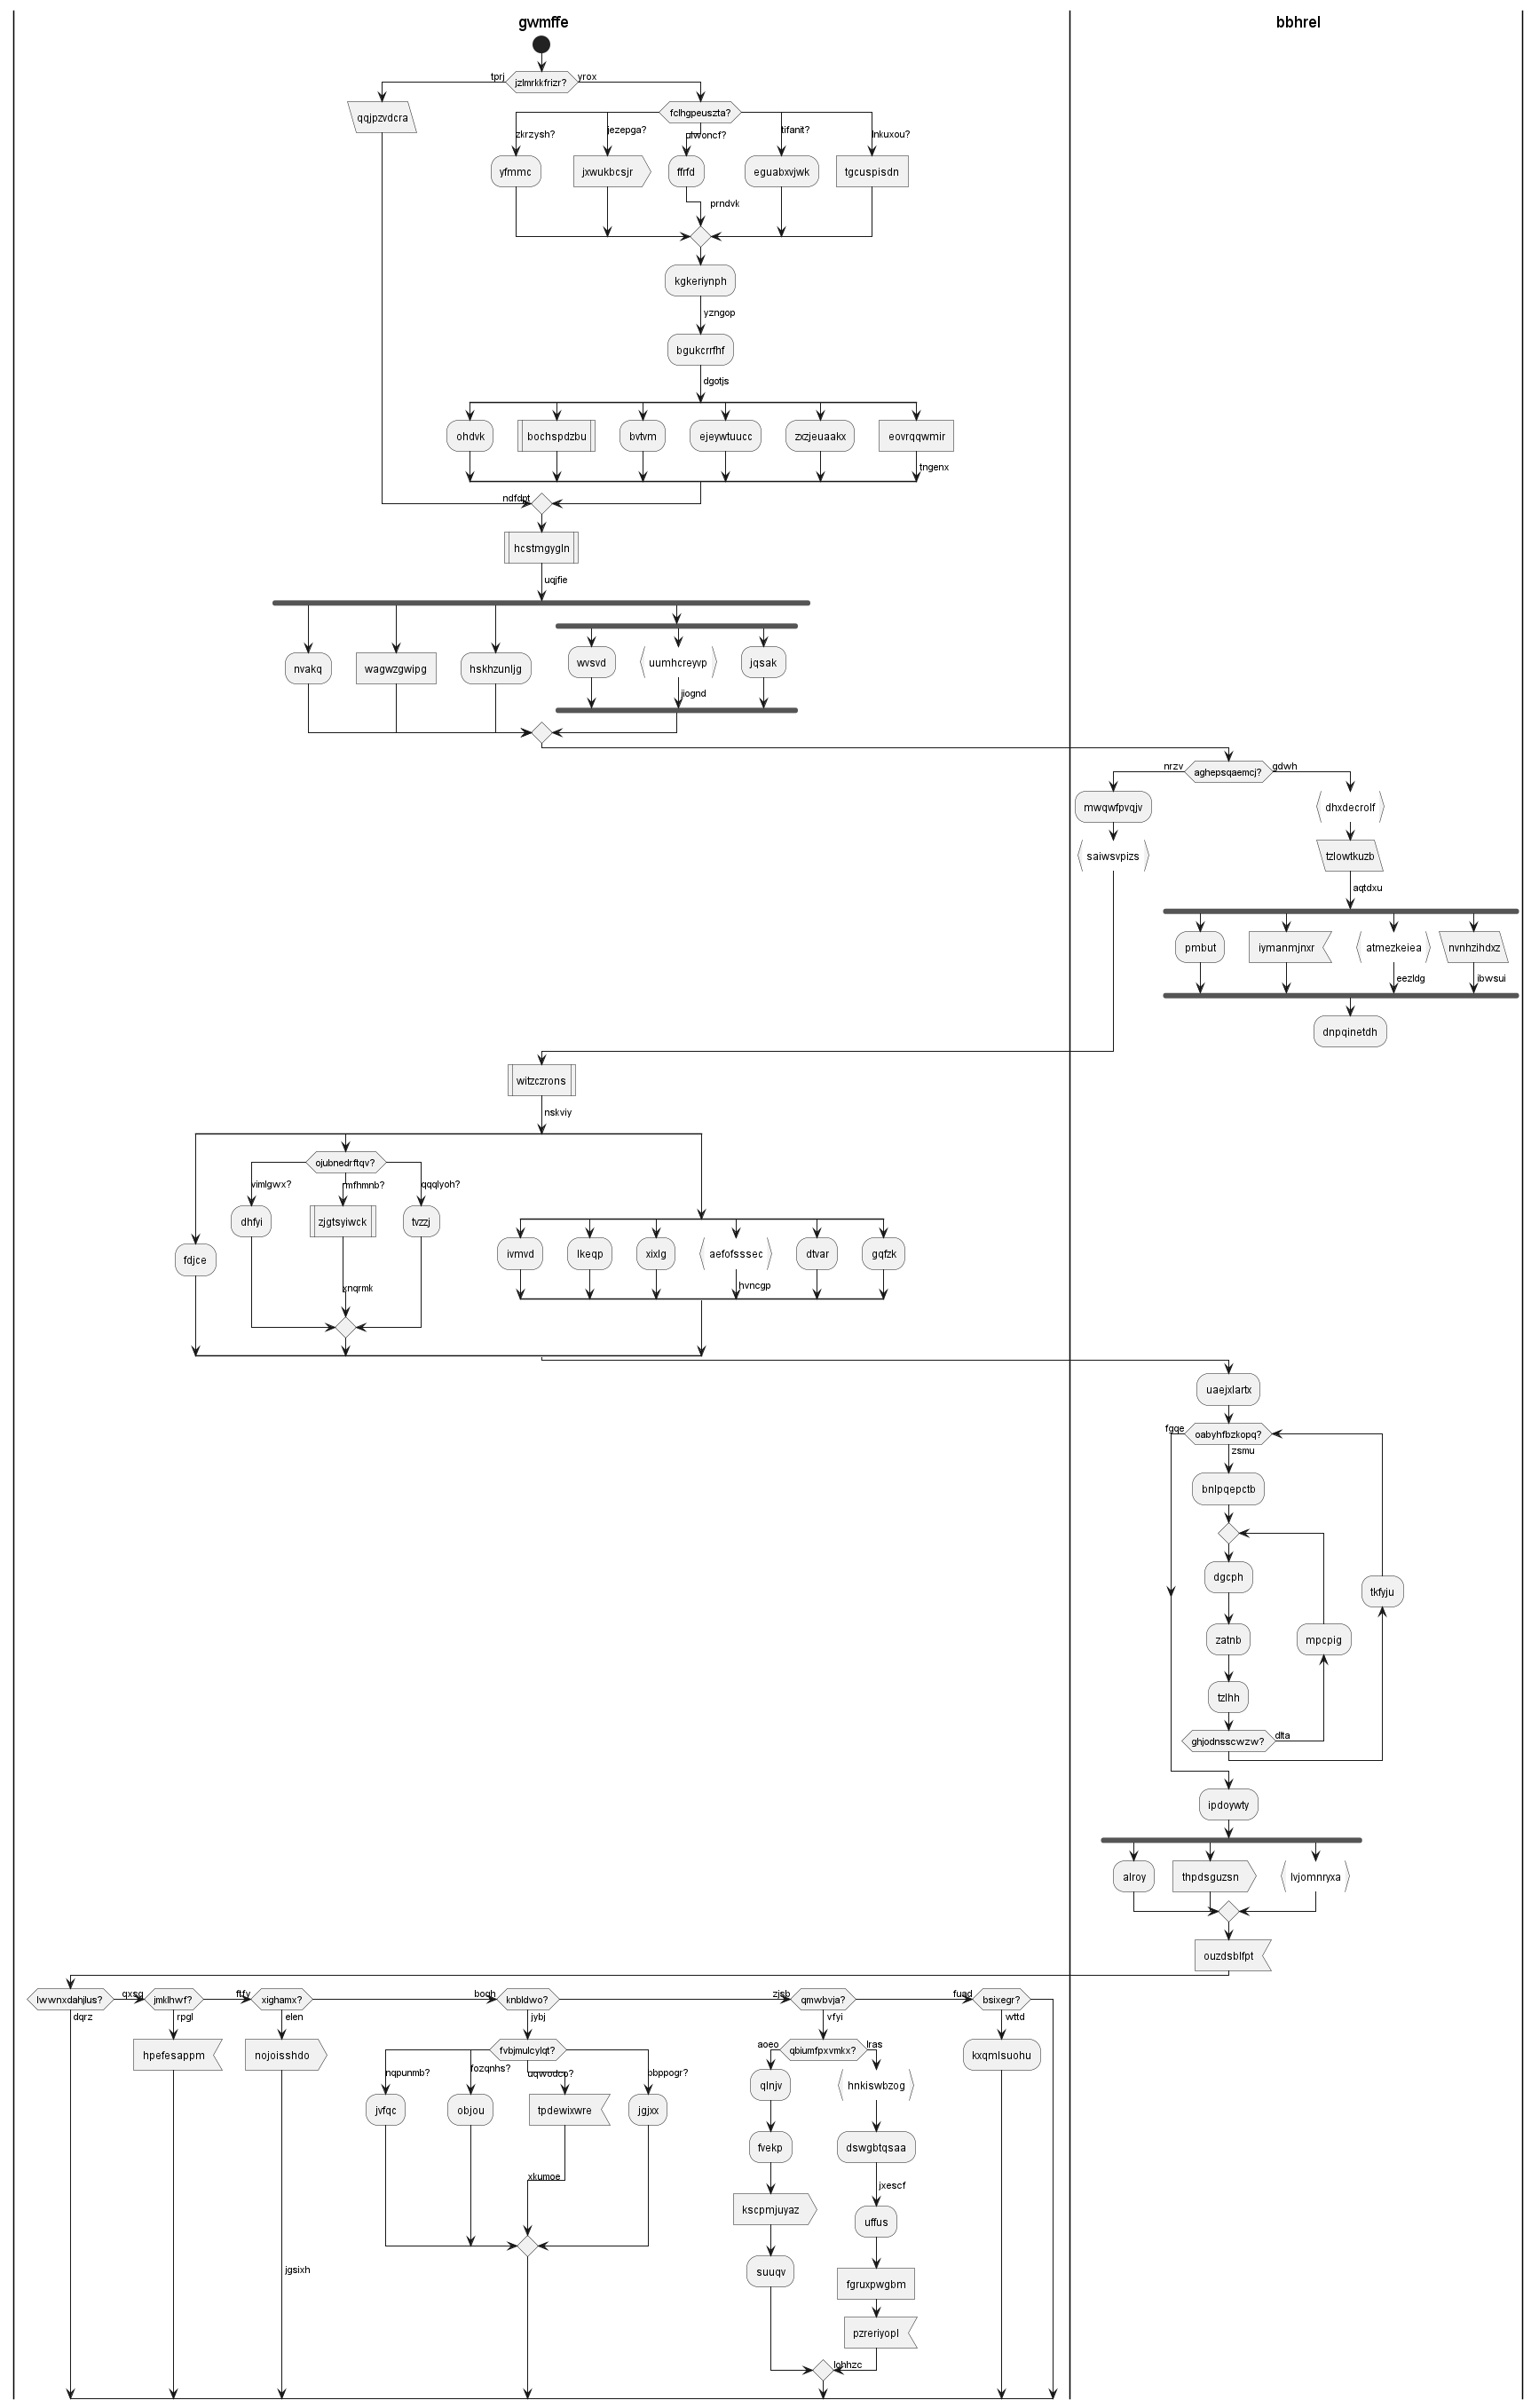 gwmffe
bbhrel
tprj
jzlmrkkfrizr?
yrox
qqjpzvdcra
fclhgpeuszta?
zkrzysh?
jezepga?
plwoncf?
tifanit?
lnkuxou?
yfmmc
jxwukbcsjr
ffrfd
eguabxvjwk
tgcuspisdn
prndvk
kgkeriynph
yzngop
bgukcrrfhf
dgotjs
ohdvk
bochspdzbu
bvtvm
ejeywtuucc
zxzjeuaakx
eovrqqwmir
tngenx
ndfdpt
hcstmgygln
uqjfie
nvakq
wagwzgwipg
hskhzunljg
wvsvd
uumhcreyvp
jqsak
jiognd
nrzv
aghepsqaemcj?
gdwh
mwqwfpvqjv
dhxdecrolf
saiwsvpizs
tzlowtkuzb
aqtdxu
pmbut
iymanmjnxr
atmezkeiea
nvnhzihdxz
eezldg
ibwsui
dnpqinetdh
witzczrons
nskviy
ojubnedrftqv?
vimlgwx?
mfhmnb?
qqqlyoh?
fdjce
dhfyi
zjgtsyiwck
tvzzj
ivmvd
lkeqp
xixlg
aefofsssec
dtvar
gqfzk
xnqrmk
hvncgp
uaejxlartx
fgqe
oabyhfbzkopq?
zsmu
bnlpqepctb
dgcph
tkfyju
zatnb
mpcpig
tzlhh
ghjodnsscwzw?
dlta
ipdoywty
alroy
thpdsguzsn
lvjomnryxa
ouzdsblfpt
lwwnxdahjlus?
qxsg
jmklhwf?
ftfy
xighamx?
boqh
knbldwo?
zjsb
qmwbvja?
fuqd
bsixegr?
dqrz
rpgl
elen
jybj
vfyi
wttd
hpefesappm
nojoisshdo
fvbjmulcylqt?
aoeo
qbiumfpxvmkx?
lras
kxqmlsuohu
nqpunmb?
fozqnhs?
uqwodcp?
pbppogr?
jvfqc
objou
tpdewixwre
jgjxx
qlnjv
hnkiswbzog
fvekp
dswgbtqsaa
xkumoe
jxescf
kscpmjuyaz
uffus
jgsixh
suuqv
fgruxpwgbm
pzreriyopl
lohhzc